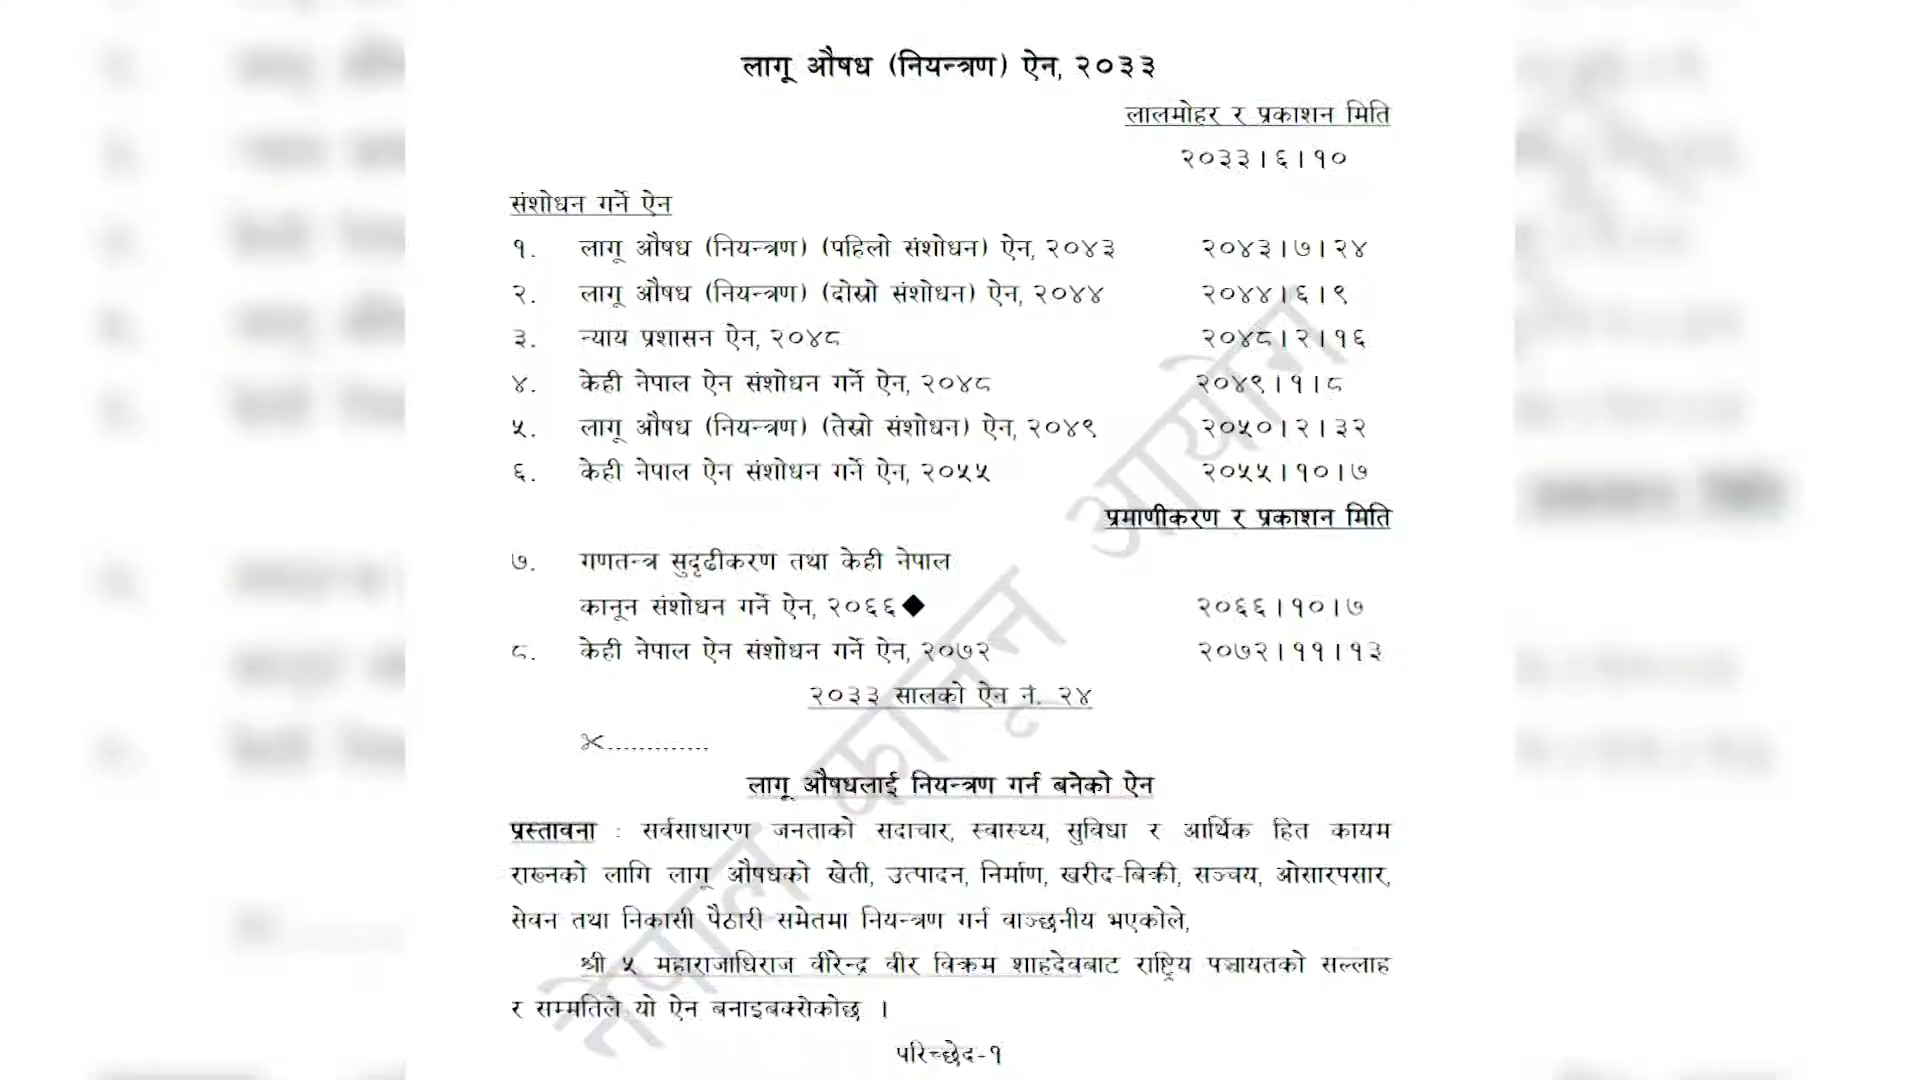 लागू औषध (नियन्त्रण) ऐन, २०३३
लालमोहर र प्रकाशन मिति
२०३३।६।१०
संशोधन गर्ने ऐन
१. लागू औषध (नियन्त्रण) (पहिलो संशोधन) ऐन, २०४३ २०४३।७।२४
२. लागू औषध (नियन्त्रण) (दोस्रो संशोधन) ऐन, २०४४ २०४४।६।९
३. न्याय प्रशासन ऐन, २०४८ २०४८।२।१६
४. केही नेपाल ऐन संशोधन गर्ने ऐन, २०४८ २०४९।१।८
५. लागू औषध (नियन्त्रण) (तेस्रो संशोधन) ऐन, २०४९ २०५०।२।३२
६. केही नेपाल ऐन संशोधन गर्ने ऐन, २०५५ २०५५।१०।७
प्रमाणीकरण र प्रकाशन मिति
७. गणतन्त्र सुदृढीकरण तथा केही नेपाल
कानून संशोधन गर्ने ऐन, २०६६◆ २०६६।१०।७
८. केही नेपाल ऐन संशोधन गर्ने ऐन, २०७२ २०७२।११।१३
२०३३ सालको ऐन नं. २४
✂.............
लागू औषधलाई नियन्त्रण गर्न बनेको ऐन
प्रस्तावना : सर्वसाधारण जनताको सदाचार, स्वास्थ्य, सुविधा र आर्थिक हित कायम
राख्नको लागि लागू औषधको खेती, उत्पादन, निर्माण, खरीद-बिक्री, सञ्चय, ओसारपसार,
सेवन तथा निकासी पैठारी समेतमा नियन्त्रण गर्न वाञ्छनीय भएकोले,
श्री ५ महाराजाधिराज वीरेन्द्र वीर विक्रम शाहदेवबाट राष्ट्रिय पञ्चायतको सल्लाह
र सम्मतिले यो ऐन बनाइबक्सेकोछ ।
परिच्छेद-१
नेपाल कानून आयोग